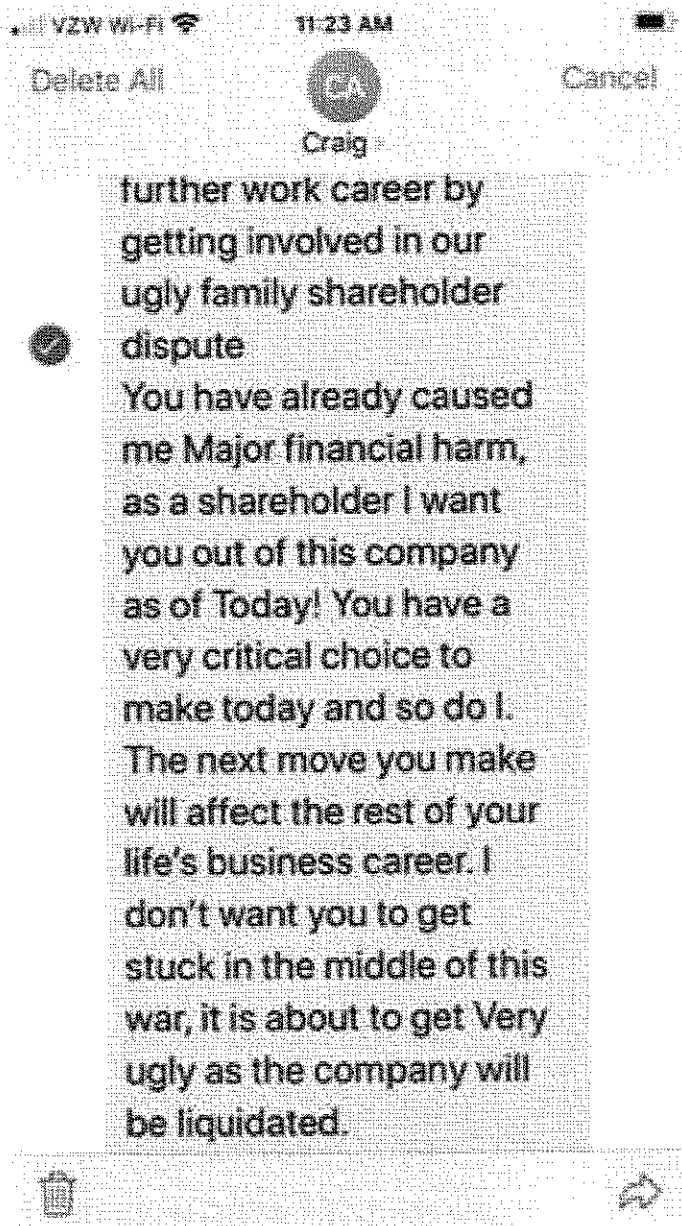 VZW Wi-Fi 11:23 AM
Delete All CA Cancel
Craig
further work career by
getting involved in our
ugly family shareholder
dispute
You have already caused
me Major financial harm,
as a shareholder I want
you out of this company
as of Today! You have a
very critical choice to
make today and so do I.
The next move you make
will affect the rest of your
life's business career. I
don't want you to get
stuck in the middle of this
war, it is about to get Very
ugly as the company will
be liquidated.